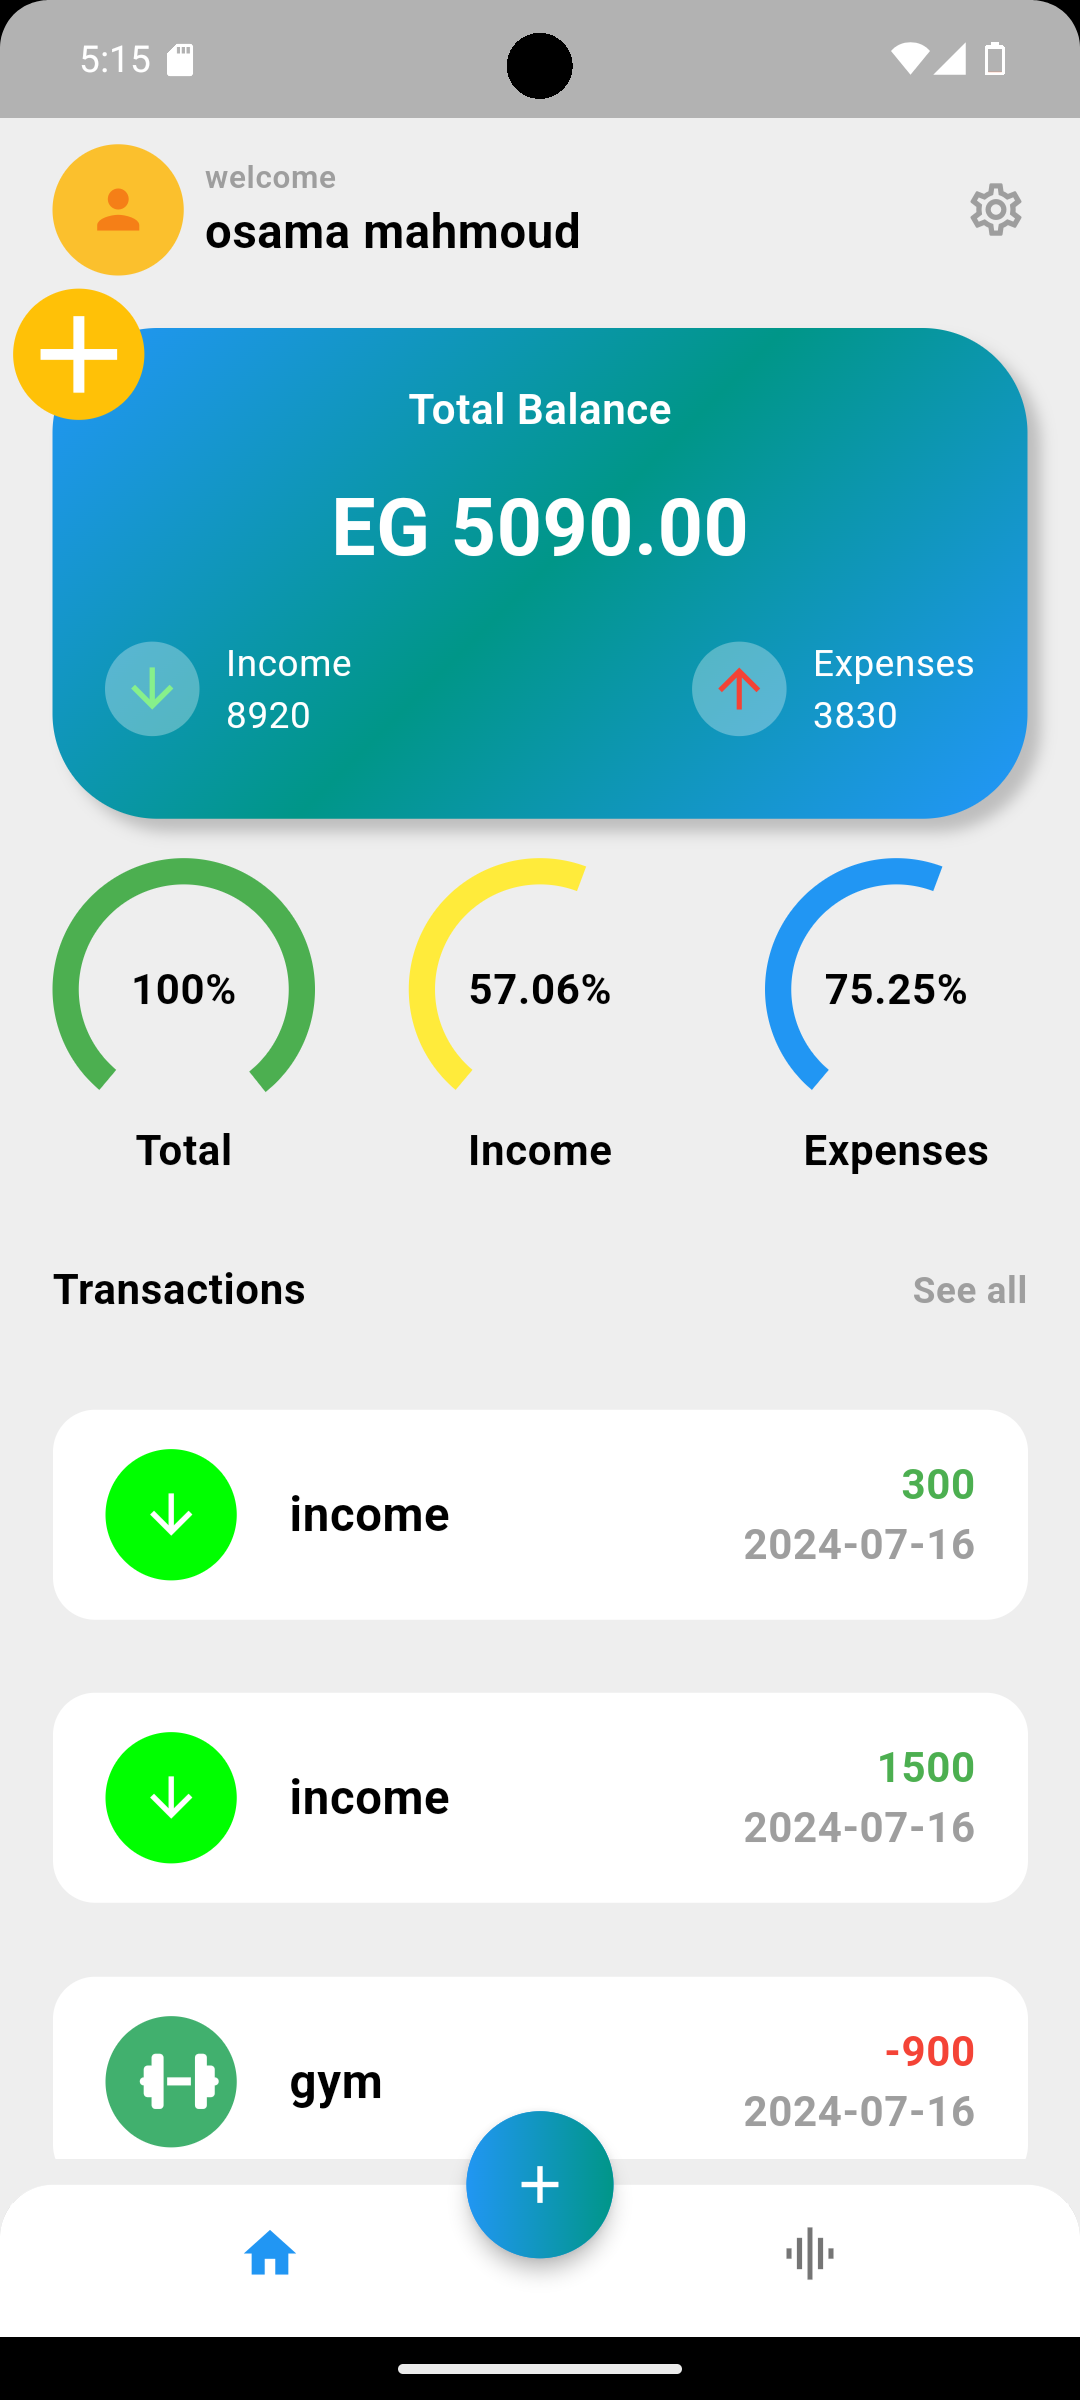 5:15
welcome
osama mahmoud
Total Balance
EG 5090.00
Income
8920
Expenses
3830
100%
57.06%
75.25%
Total
Income
Expenses
Transactions
See all
income
300
2024-07-16
income
1500
2024-07-16
gym
-900
2024-07-16